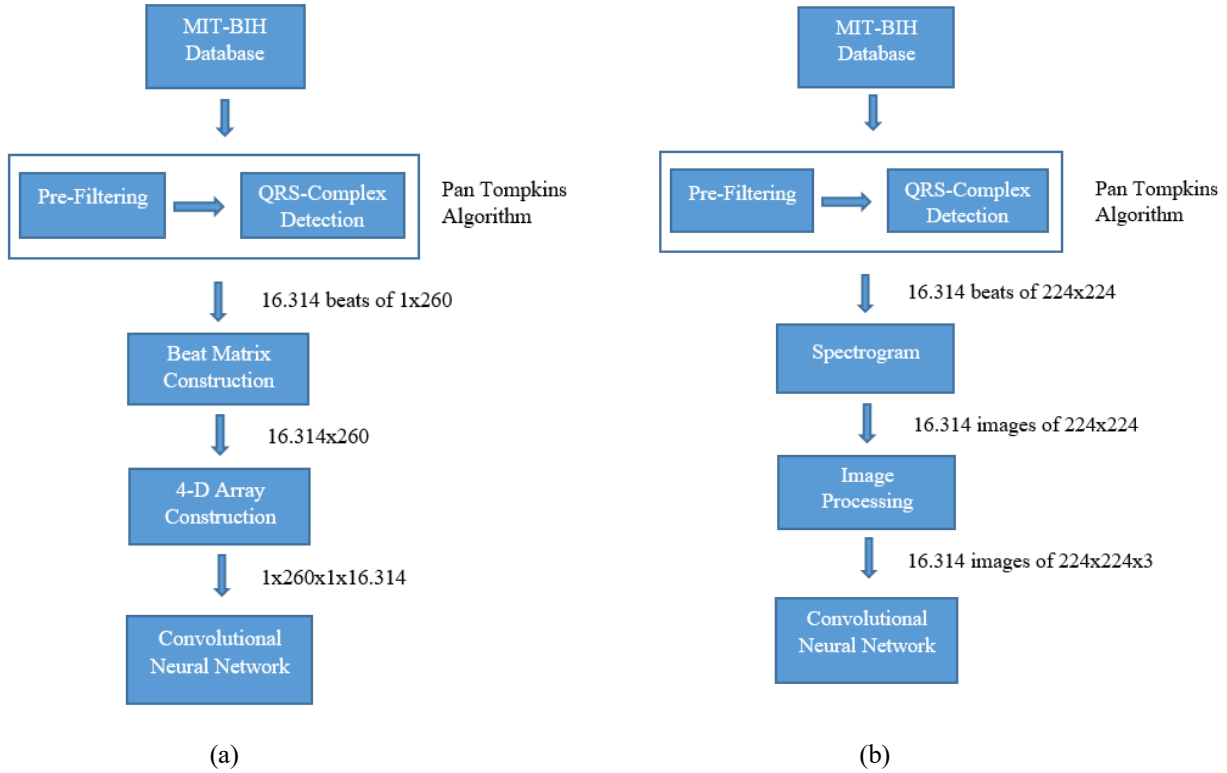 MIT-BIH
Database
Pre-Filtering
QRS-Complex
Detection
Pan Tompkins
Algorithm
16.314 beats of 1x260
Beat Matrix
Construction
16.314x260
4-D Array
Construction
1x260x1x16.314
Convolutional
Neural Network
(a)
MIT-BIH
Database
Pre-Filtering
QRS-Complex
Detection
Pan Tompkins
Algorithm
16.314 beats of 224x224
Spectrogram
16.314 images of 224x224
Image
Processing
16.314 images of 224x224x3
Convolutional
Neural Network
(b)